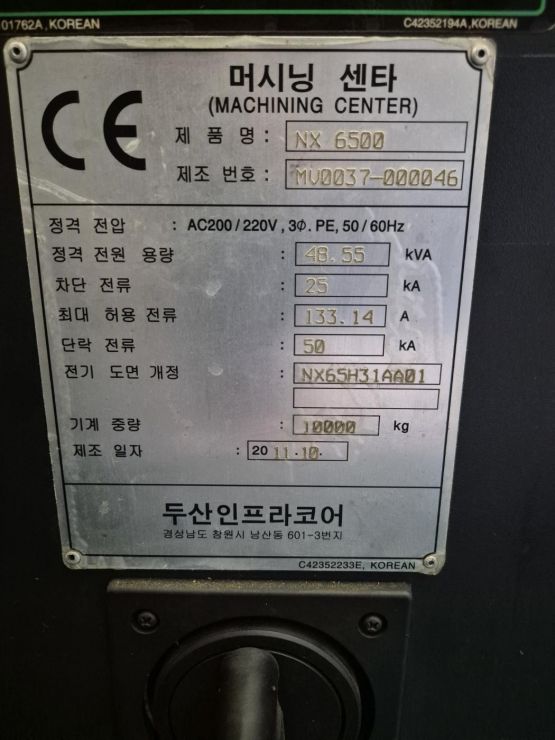 01762A, KOREAN
C42352194A, KOREAN
CE
머시닝 센타
(MACHINING CENTER)
제 품 명 : NX 6500
제조 번호 : MV0037-000046
정격 전압 : AC200/220V, 3Φ. PE, 50/60Hz
정격 전원 용량 : 48.55 kVA
차단 전류 : 25 kA
최대 허용 전류 : 133.14 A
단락 전류 : 50 kA
전기 도면 개정 : NX65H31AA01
기계 중량 : 10000 kg
제조 일자 : 20 11.10.
두산인프라코어
경상남도 창원시 남산동 601-3번지
C42352233E, KOREAN